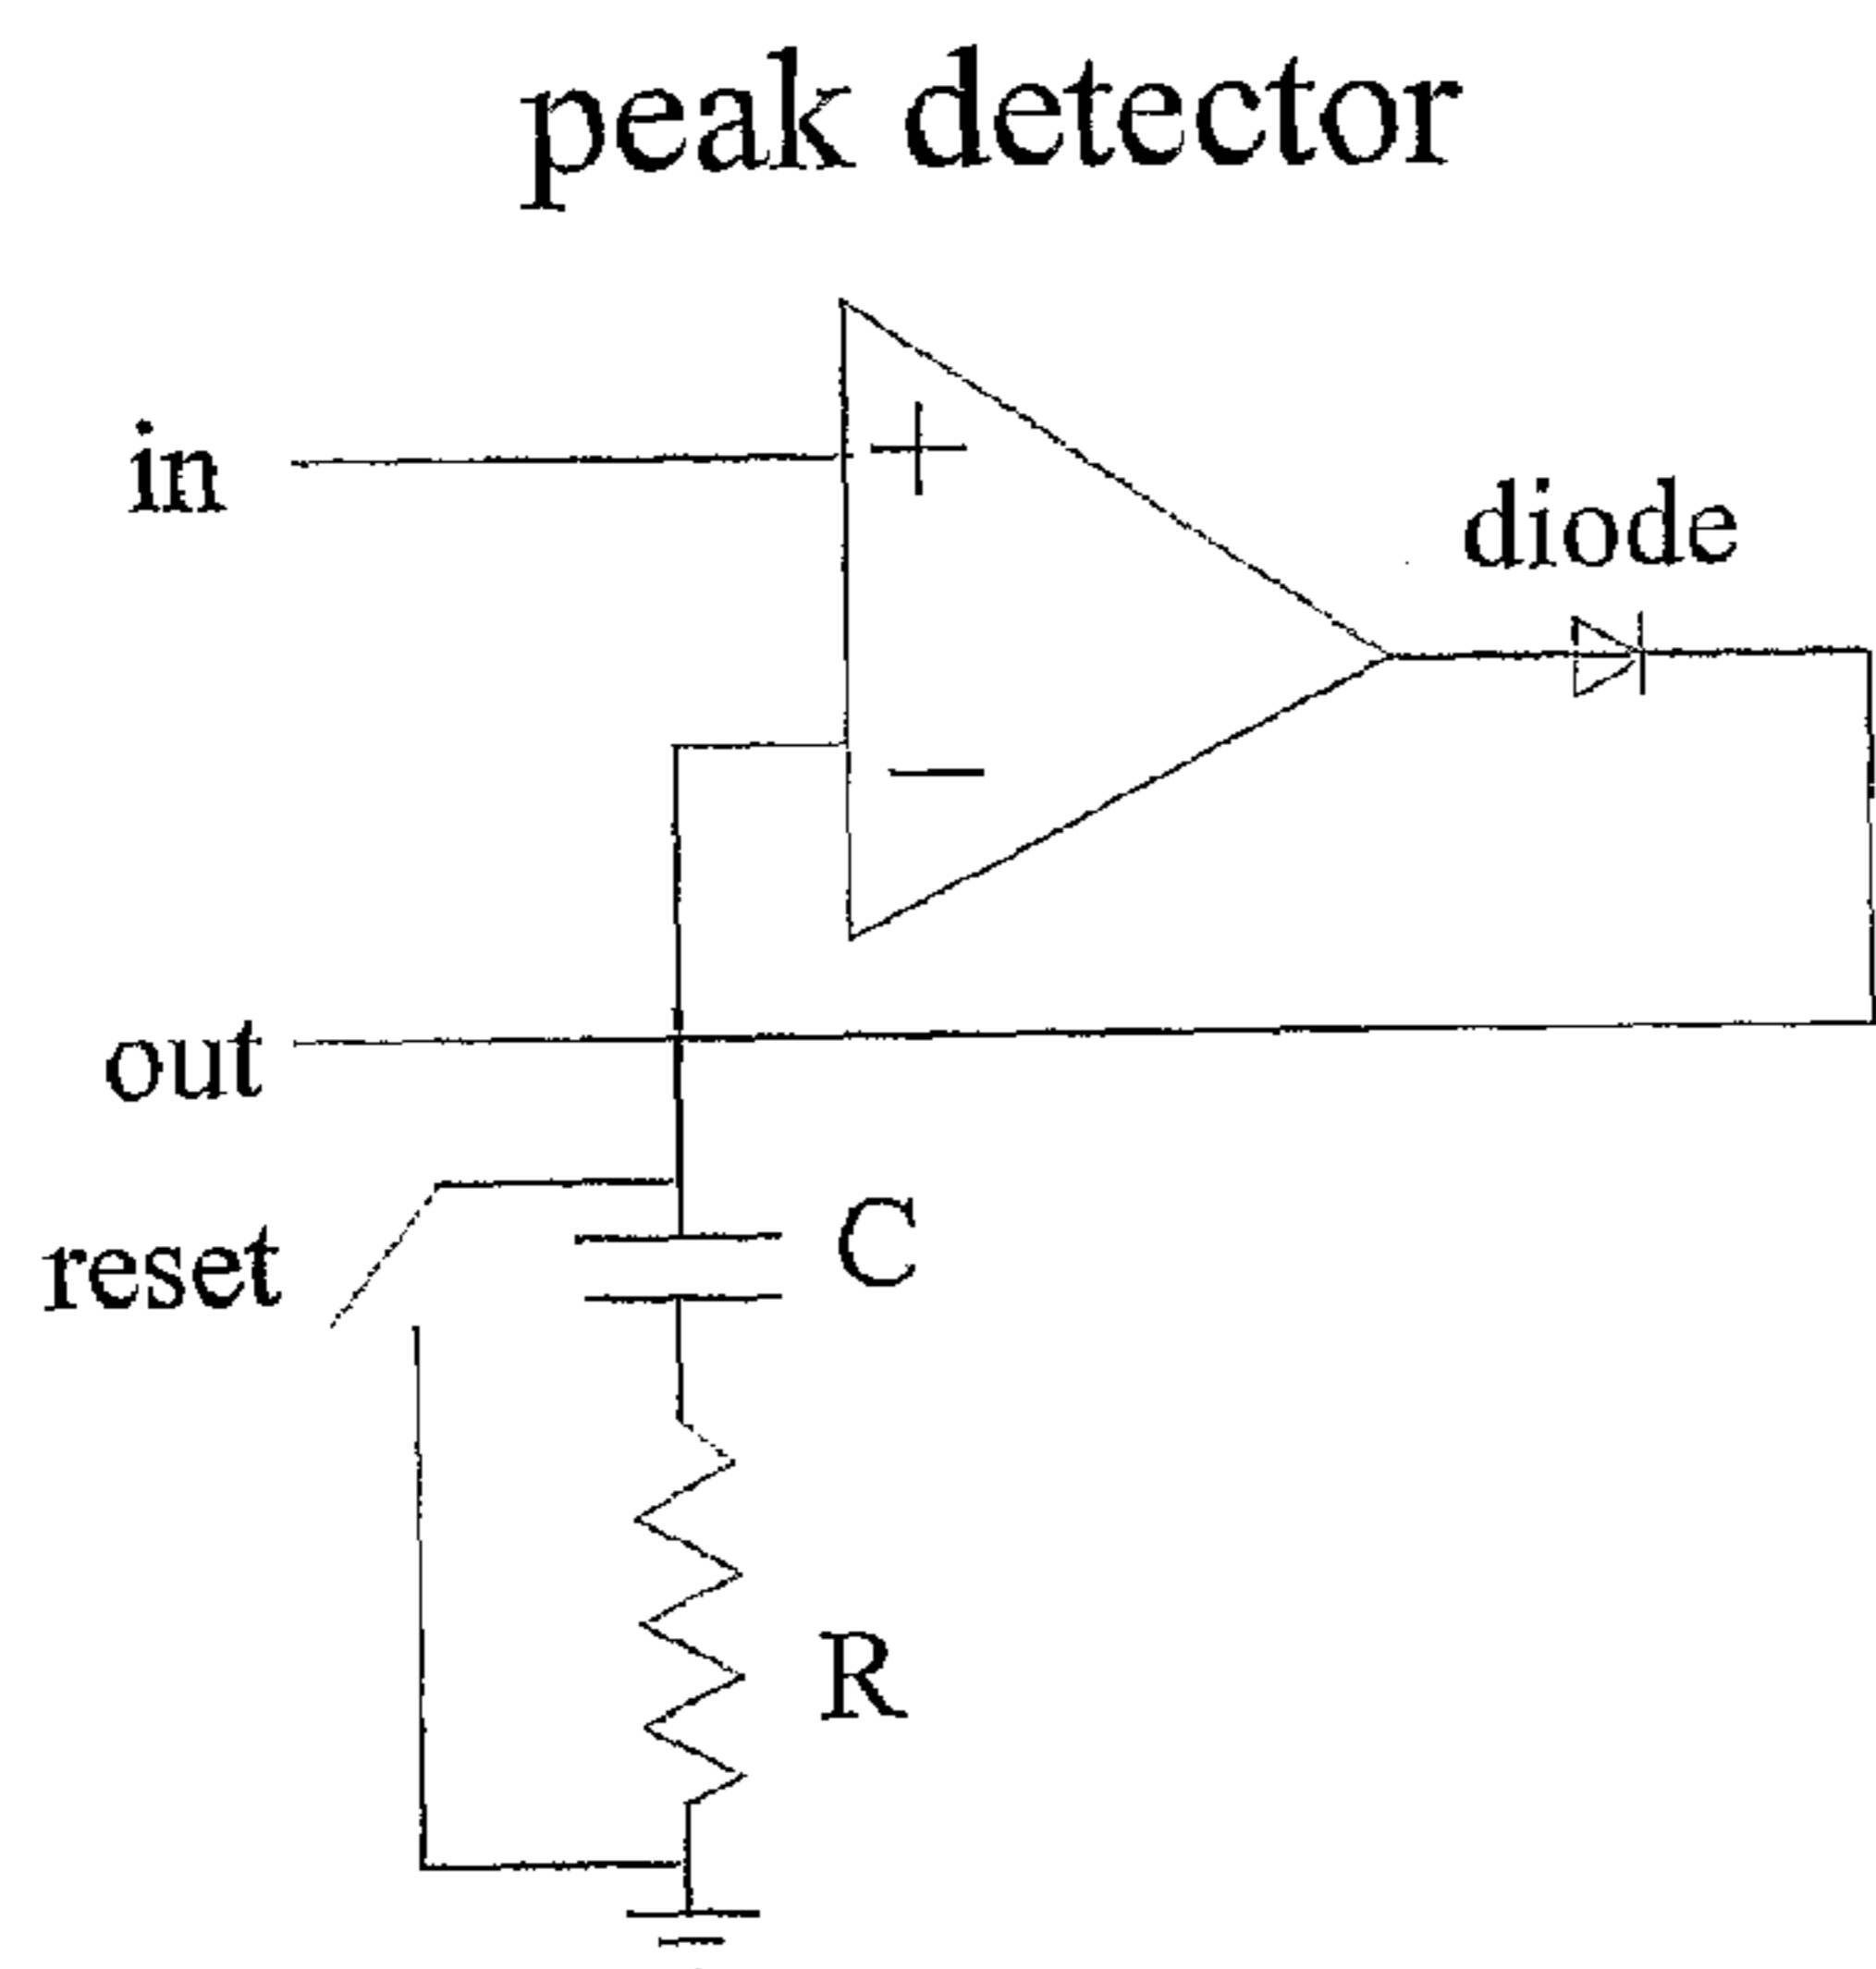 peak detector
in
+
diode
−
out
reset
C
R